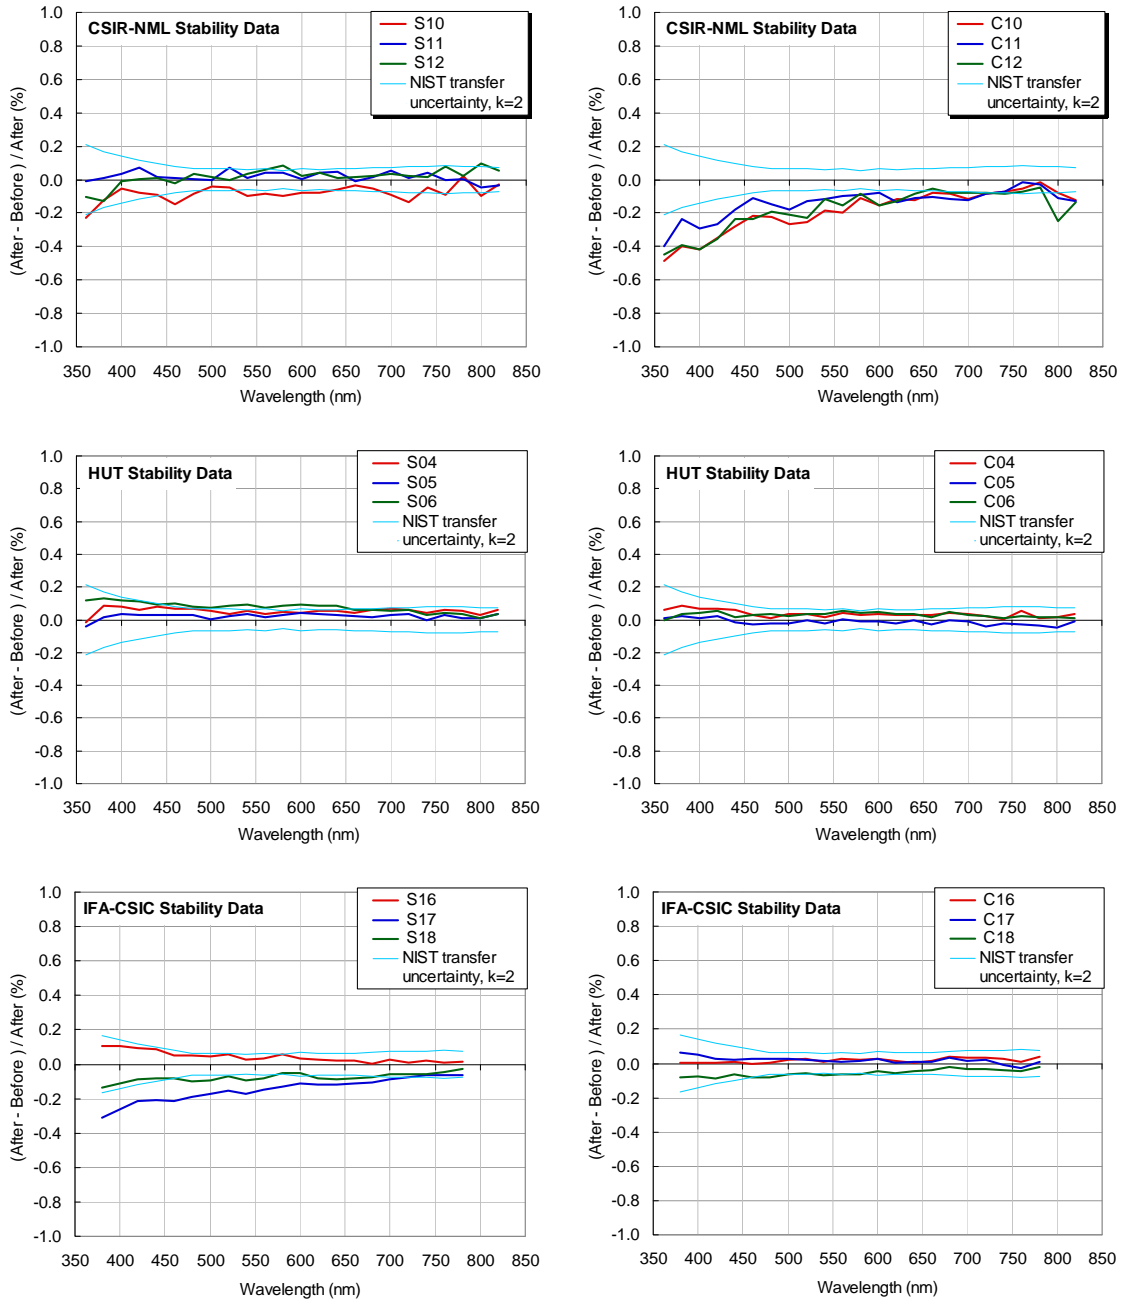 CSIR-NML Stability Data
S10
S11
S12
NIST transfer
uncertainty, k=2
1.0
0.8
0.6
0.4
0.2
0.0
-0.2
-0.4
-0.6
-0.8
-1.0
350 400 450 500 550 600 650 700 750 800 850
Wavelength (nm)
(After - Before ) / After (%)
CSIR-NML Stability Data
C10
C11
C12
NIST transfer
uncertainty, k=2
1.0
0.8
0.6
0.4
0.2
0.0
-0.2
-0.4
-0.6
-0.8
-1.0
350 400 450 500 550 600 650 700 750 800 850
Wavelength (nm)
(After - Before ) / After (%)
HUT Stability Data
S04
S05
S06
NIST transfer
uncertainty, k=2
1.0
0.8
0.6
0.4
0.2
0.0
-0.2
-0.4
-0.6
-0.8
-1.0
350 400 450 500 550 600 650 700 750 800 850
Wavelength (nm)
(After - Before ) / After (%)
HUT Stability Data
C04
C05
C06
NIST transfer
uncertainty, k=2
1.0
0.8
0.6
0.4
0.2
0.0
-0.2
-0.4
-0.6
-0.8
-1.0
350 400 450 500 550 600 650 700 750 800 850
Wavelength (nm)
(After - Before ) / After (%)
IFA-CSIC Stability Data
S16
S17
S18
NIST transfer
uncertainty, k=2
1.0
0.8
0.6
0.4
0.2
0.0
-0.2
-0.4
-0.6
-0.8
-1.0
350 400 450 500 550 600 650 700 750 800 850
Wavelength (nm)
(After - Before ) / After (%)
IFA-CSIC Stability Data
C16
C17
C18
NIST transfer
uncertainty, k=2
1.0
0.8
0.6
0.4
0.2
0.0
-0.2
-0.4
-0.6
-0.8
-1.0
350 400 450 500 550 600 650 700 750 800 850
Wavelength (nm)
(After - Before ) / After (%)